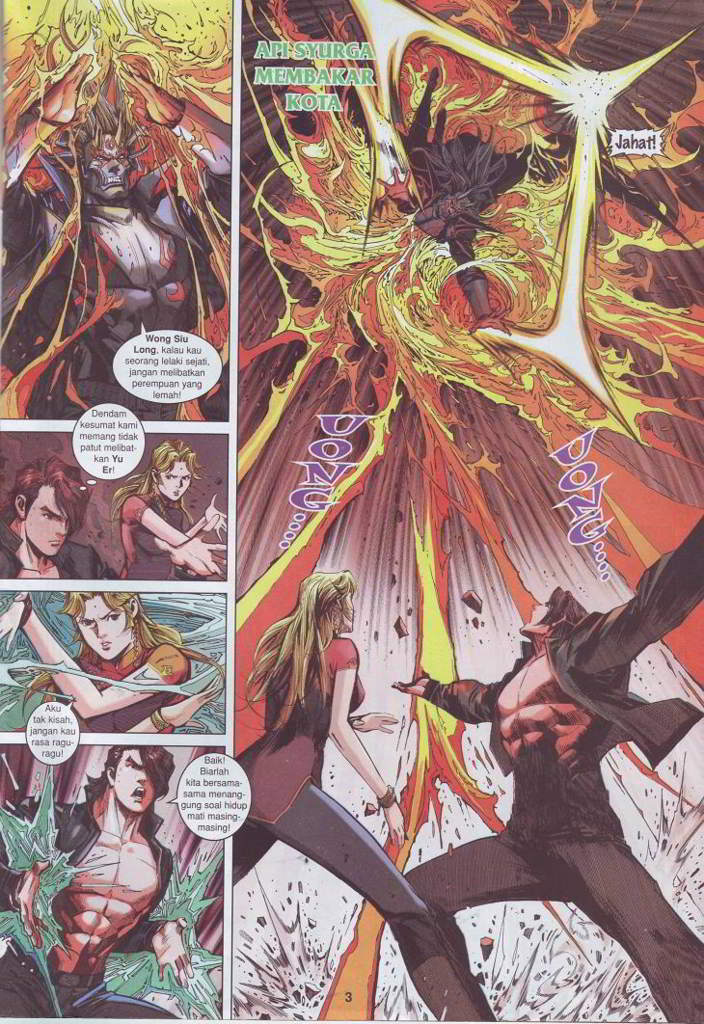 Wong Siu
Long, kalau kau
seorang lelaki sejati,
jangan melibatkan
perempuan yang
lemah!
Dendam
kesumat kami
memang tidak
patut melibat-
kan Yu
Er!
Aku
tak kisah,
jangan kau
rasa ragu-
ragu!
Baik!
Biarlah
kita bersama-
sama menang-
gung soal hidup
mati masing-
masing!
API SYURGA
MEMBAKAR
KOTA
Jahat!
UONG....
UONG....
3